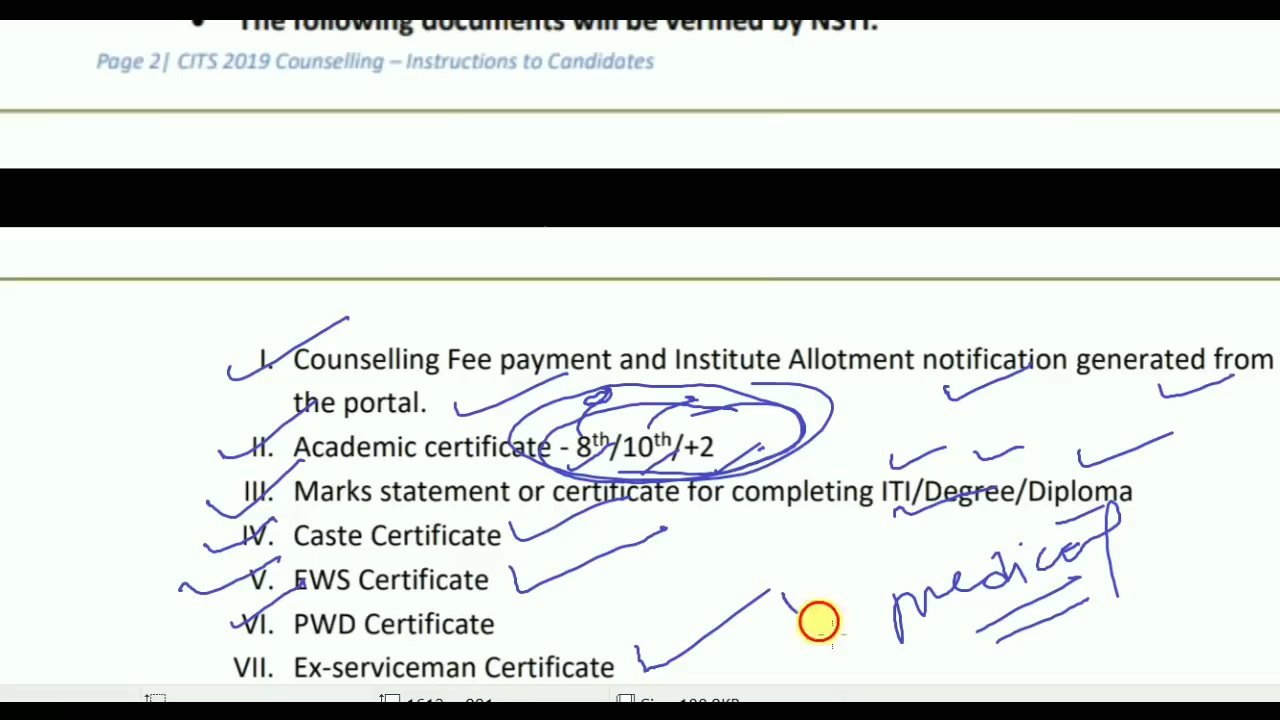 The following documents will be verified by NSTI.
Page 2| CITS 2019 Counselling – Instructions to Candidates
I. Counselling Fee payment and Institute Allotment notification generated from
the portal.
II. Academic certificate - 8th/10th/+2
III. Marks statement or certificate for completing ITI/Degree/Diploma
IV. Caste Certificate
V. EWS Certificate
medical
VI. PWD Certificate
VII. Ex-serviceman Certificate